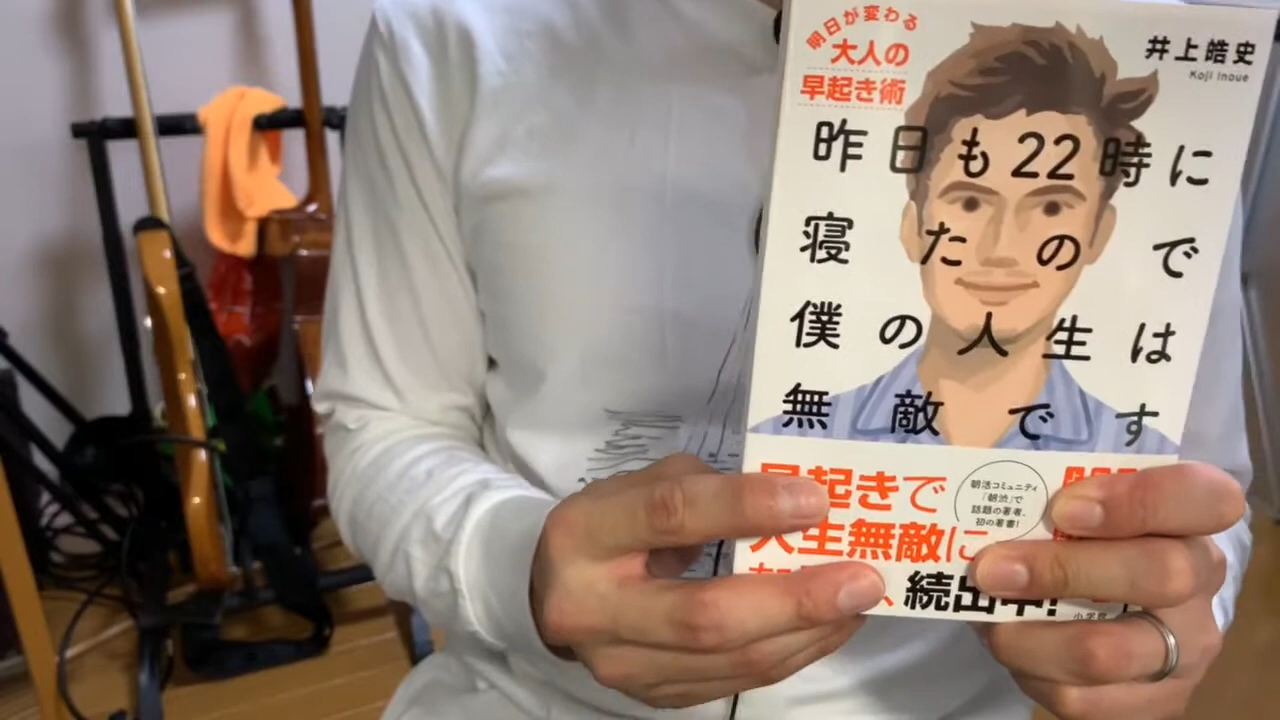 明日が変わる
大人の
早起き術
井上皓史
Koji Inoue
昨日も22時に
寝たので
僕の人生は
無敵です
早起きで
人生無敵に
朝活コミュニティ
「朝渋」で
話題の著者、
初の著書!
、続出中!
小学館